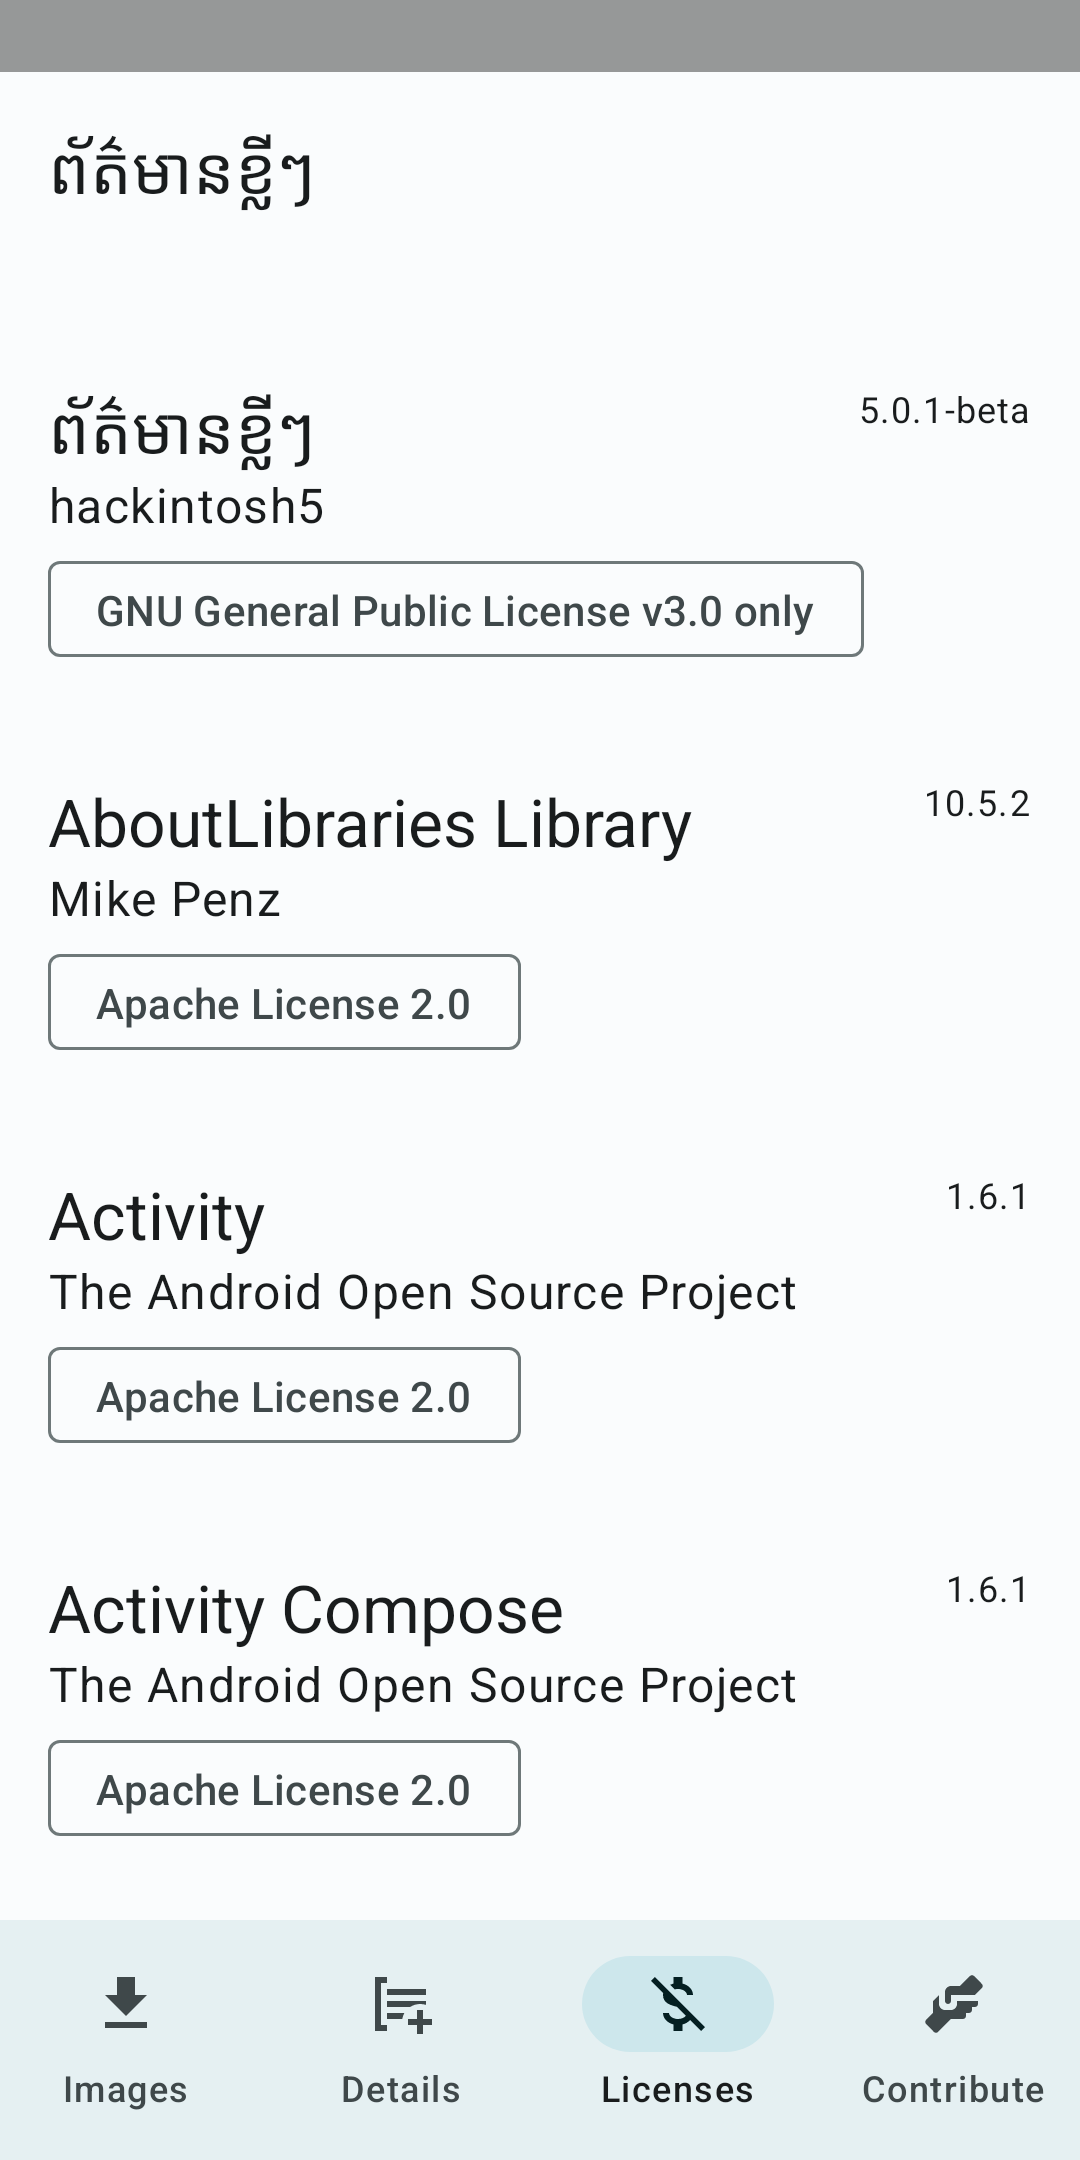 ព័ត៌មានខ្លីៗ
ព័ត៌មានខ្លីៗ
5.0.1-beta
hackintosh5
GNU General Public License v3.0 only
AboutLibraries Library
10.5.2
Mike Penz
Apache License 2.0
Activity
1.6.1
The Android Open Source Project
Apache License 2.0
Activity Compose
1.6.1
The Android Open Source Project
Apache License 2.0
Images
Details
Licenses
Contribute